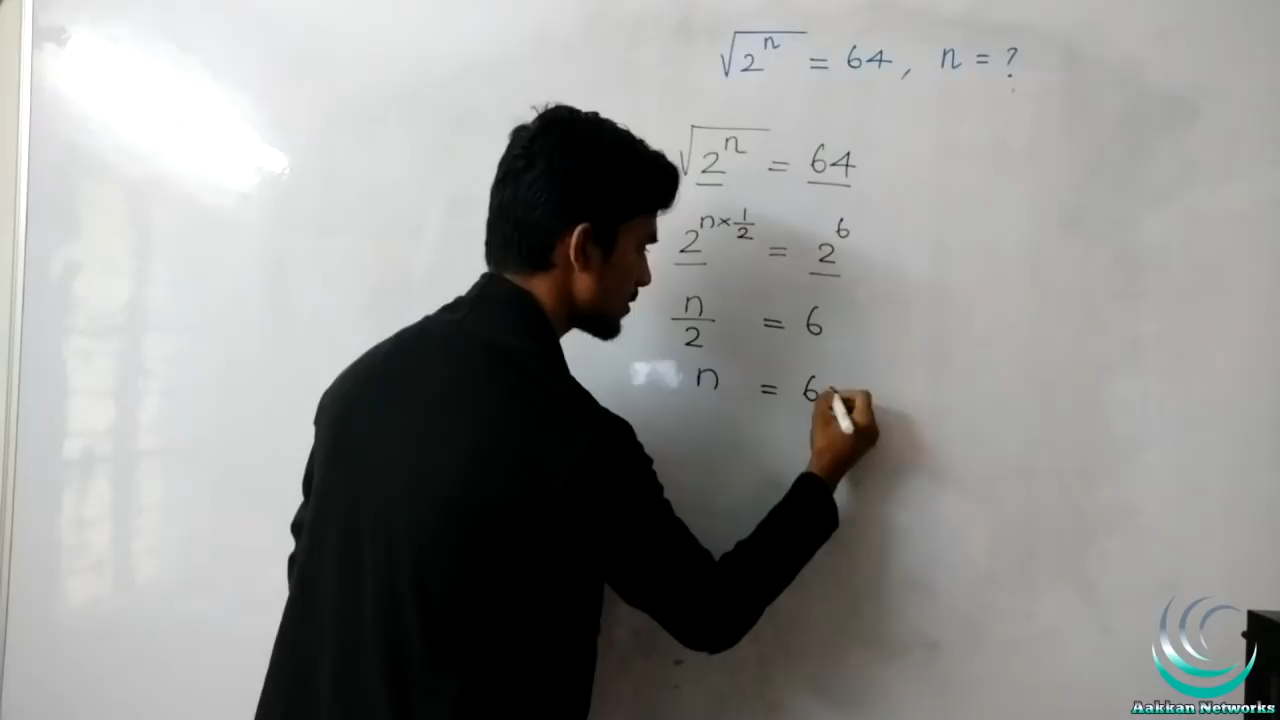 √2ⁿ = 64, n = ?
√2ⁿ = 64
2^(n×1/2) = 2⁶
n/2 = 6
n = 6
Aakkan Networks